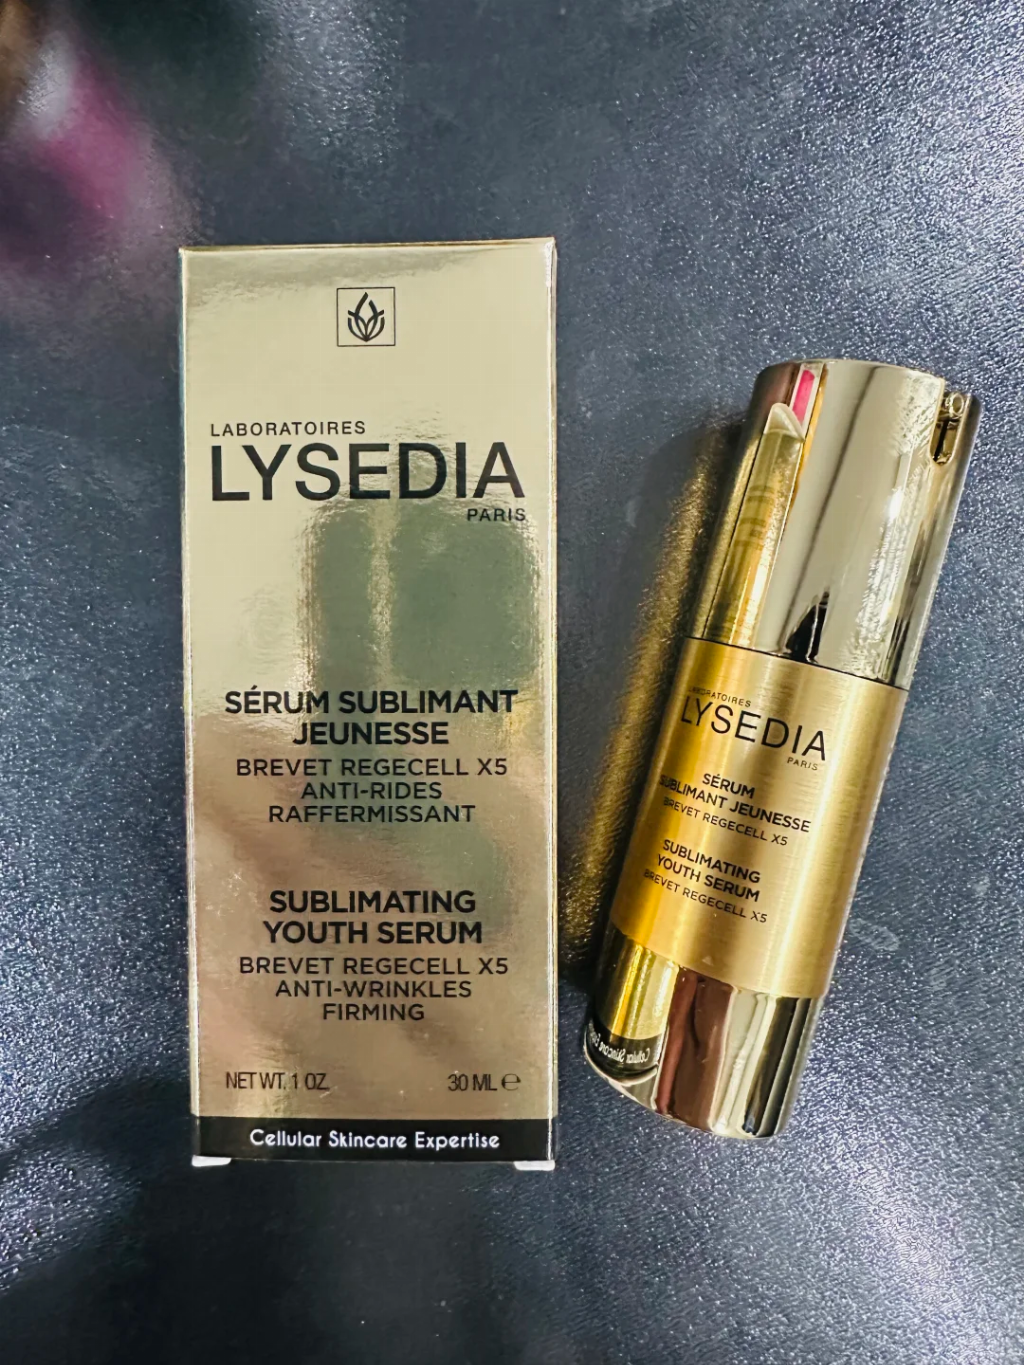 LABORATOIRES
LYSEDIA
PARIS
SÉRUM SUBLIMANT
JEUNESSE
BREVET REGECELL X5
ANTI-RIDES
RAFFERMISSANT
SUBLIMATING
YOUTH SERUM
BREVET REGECELL X5
ANTI-WRINKLES
FIRMING
NET WT. 1 OZ. 30 ML ℮
Cellular Skincare Expertise
LABORATOIRES
LYSEDIA
PARIS
SÉRUM
SUBLIMANT JEUNESSE
BREVET REGECELL X5
SUBLIMATING
YOUTH SERUM
BREVET REGECELL X5